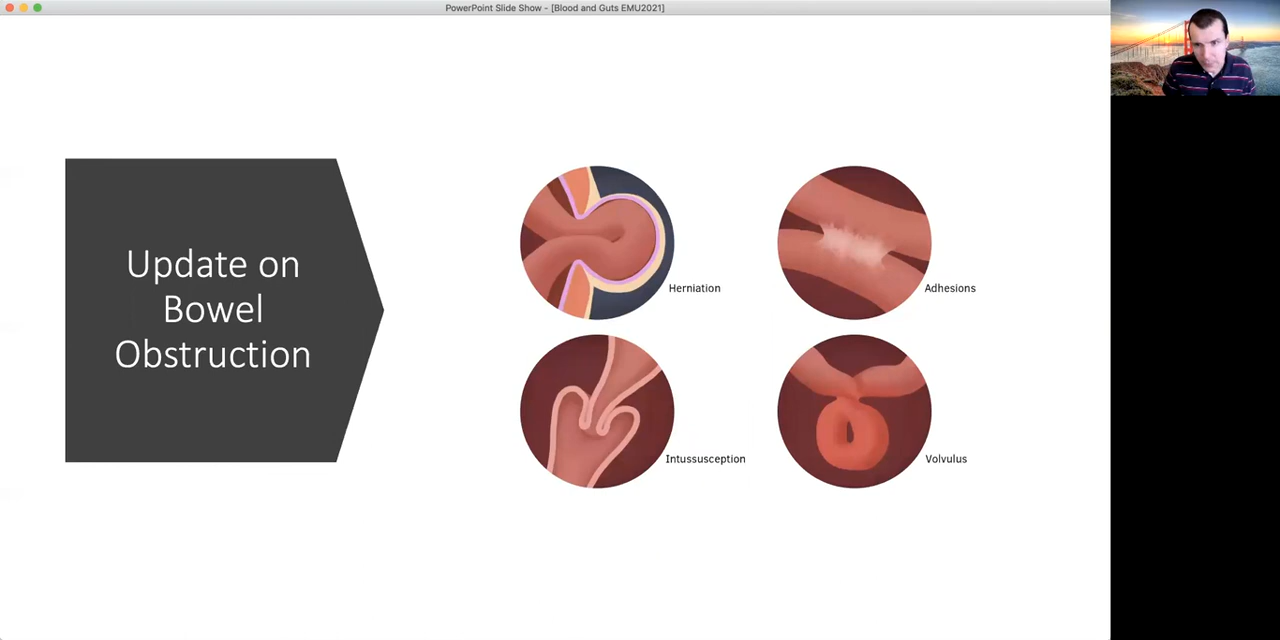 PowerPoint Slide Show - [Blood and Guts EMU2021]
Update on
Bowel
Obstruction
Herniation
Adhesions
Intussusception
Volvulus